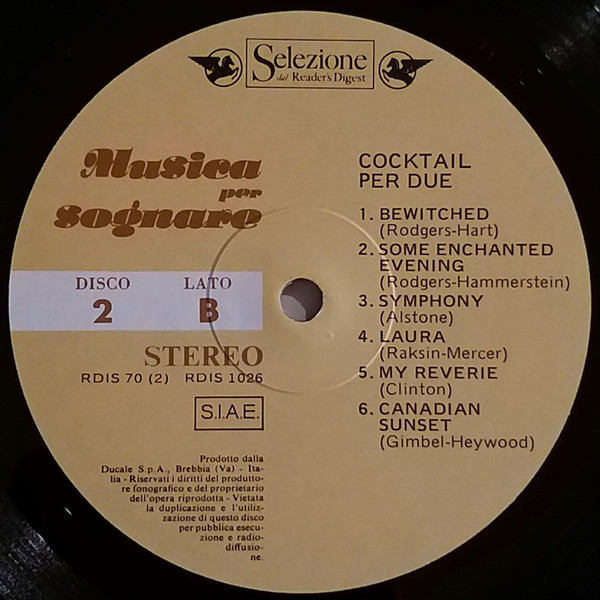 Selezione
dal Reader's Digest
Musica
per
sognare
DISCO LATO
2 B
STEREO
RDIS 70 (2) RDIS 1026
S.I.A.E.
Prodotto dalla
Ducale S.p.A., Brebbia (Va) - Ita-
lia - Riservati i diritti del produtto-
re fonografico e del proprietario
dell'opera riprodotta - Vietata
la duplicazione e l'utiliz-
zazione di questo disco
per pubblica esecu-
zione e radio-
diffusio-
ne.
COCKTAIL
PER DUE
1. BEWITCHED
(Rodgers-Hart)
2. SOME ENCHANTED
EVENING
(Rodgers-Hammerstein)
3. SYMPHONY
(Alstone)
4. LAURA
(Raksin-Mercer)
5. MY REVERIE
(Clinton)
6. CANADIAN
SUNSET
(Gimbel-Heywood)